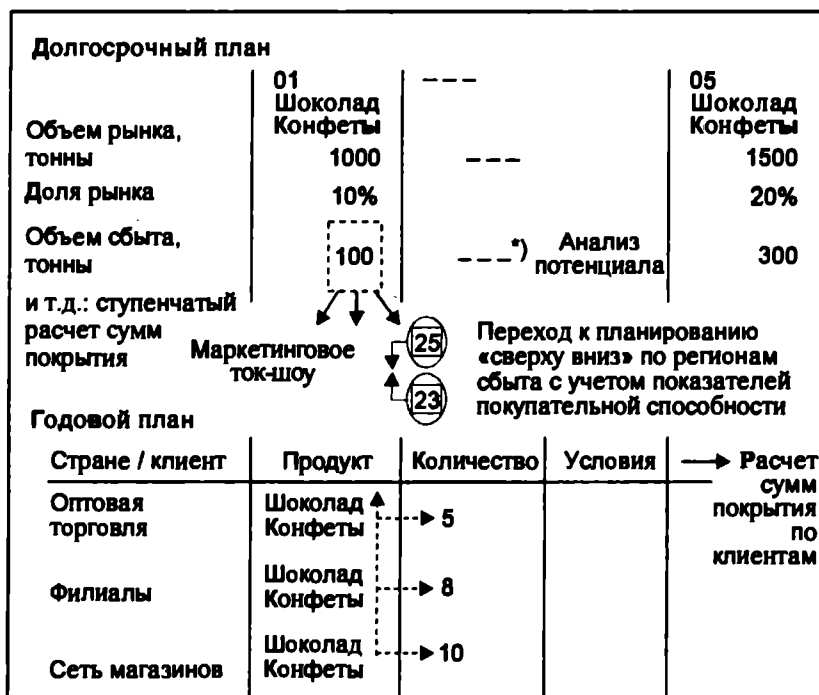 Долгосрочный план
01 – – – 05
Шоколад Шоколад
Конфеты Конфеты
Объем рынка,
тонны 1000 – – – 1500
Доля рынка 10% 20%
Объем сбыта,
тонны 100 – – –*) Анализ потенциала 300
и т.д.: ступенчатый
расчет сумм
покрытия
Маркетинговое
ток-шоу
25
23
Переход к планированию
«сверху вниз» по регионам
сбыта с учетом показателей
покупательной способности
Годовой план
Стране / клиент Продукт Количество Условия Расчет
сумм
покрытия
по
клиентам
Оптовая Шоколад
торговля Конфеты 5
Шоколад
Филиалы Конфеты 8
Шоколад
Сеть магазинов Конфеты 10